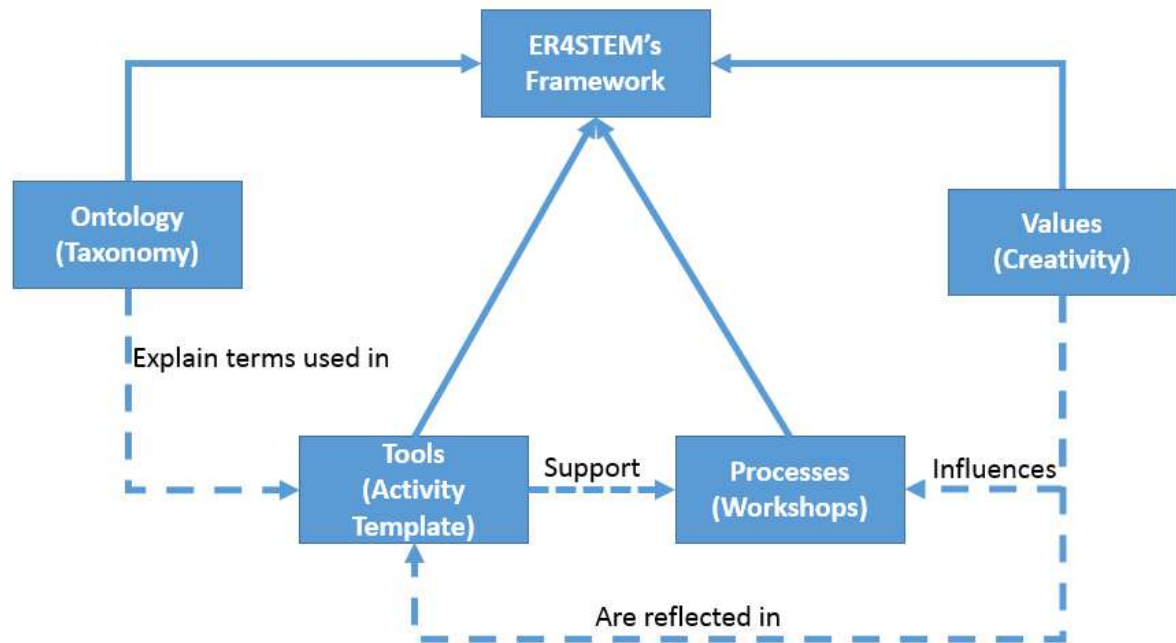 ER4STEM's
Framework
Ontology
(Taxonomy)
Values
(Creativity)
Explain terms used in
Tools
(Activity
Template)
Support
Processes
(Workshops)
Influences
Are reflected in